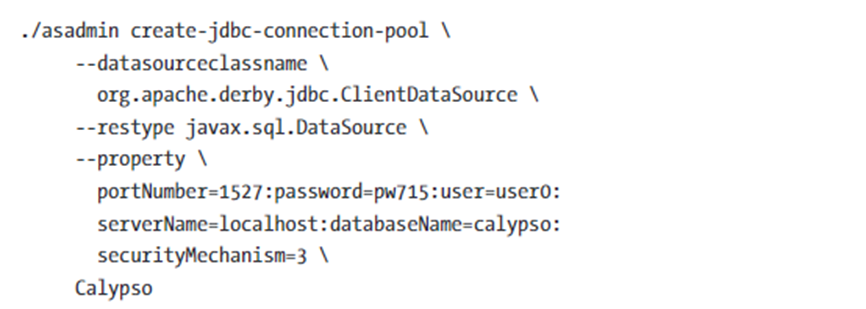 ./asadmin create-jdbc-connection-pool \
--datasourceclassname \
org.apache.derby.jdbc.ClientDataSource \
--restype javax.sql.DataSource \
--property \
portNumber=1527:password=pw715:user=user0:
serverName=localhost:databaseName=calypso:
securityMechanism=3 \
Calypso